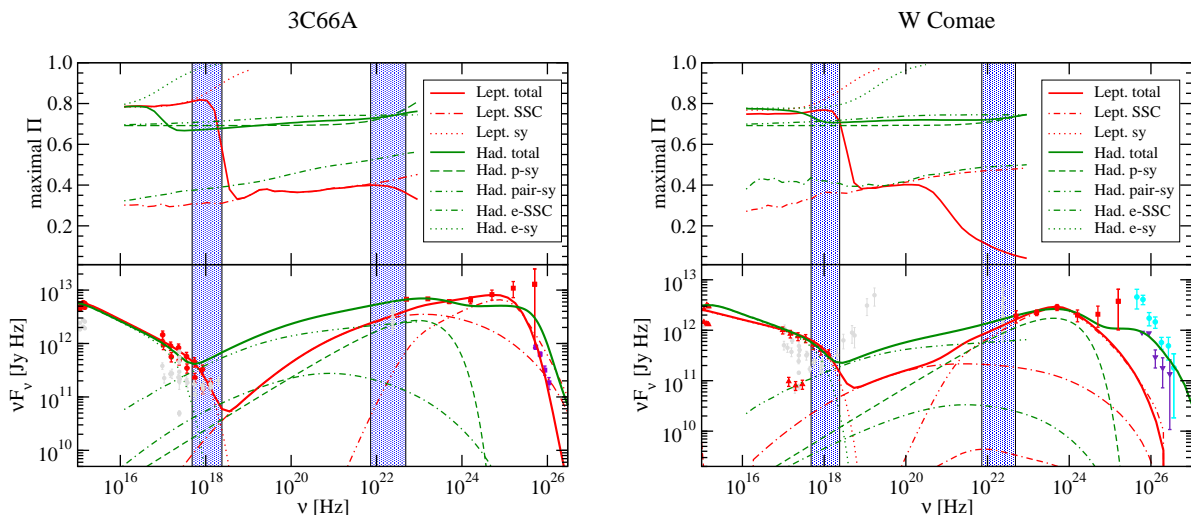 3C66A
W Comae
maximal Π
1.0
0.8
0.6
0.4
0.2
Lept. total
Lept. SSC
Lept. sy
Had. total
Had. p-sy
Had. pair-sy
Had. e-SSC
Had. e-sy
νFν [Jy Hz]
10^13
10^12
10^11
10^10
10^16
10^18
10^20
10^22
10^24
10^26
ν [Hz]
maximal Π
1.0
0.8
0.6
0.4
0.2
0
Lept. total
Lept. SSC
Lept. sy
Had. total
Had. p-sy
Had. pair-sy
Had. e-SSC
Had. e-sy
νFν [Jy Hz]
10^13
10^12
10^11
10^10
10^16
10^18
10^20
10^22
10^24
10^26
ν [Hz]